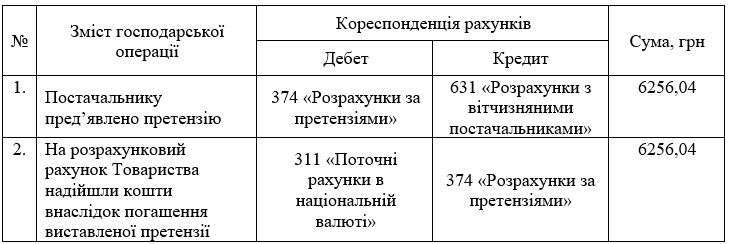 №
Зміст господарської
операції
Кореспонденція рахунків
Сума, грн
Дебет
Кредит
1.
Постачальнику
пред’явлено претензію
374 «Розрахунки за
претензіями»
631 «Розрахунки з
вітчизняними
постачальниками»
6256,04
2.
На розрахунковий
рахунок Товариства
надійшли кошти
внаслідок погашення
виставленої претензії
311 «Поточні
рахунки в
національній
валюті»
374 «Розрахунки за
претензіями»
6256,04